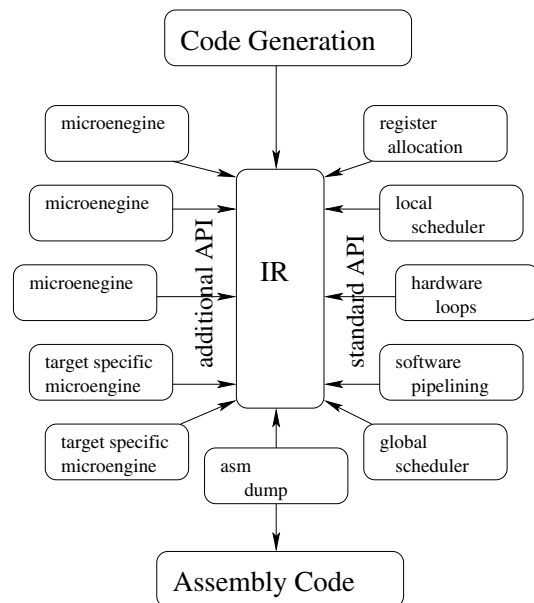 Code Generation
microenegine
register
allocation
microenegine
local
scheduler
additional API
IR
standard API
microenegine
hardware
loops
target specific
microengine
software
pipelining
target specific
microengine
asm
dump
global
scheduler
Assembly Code